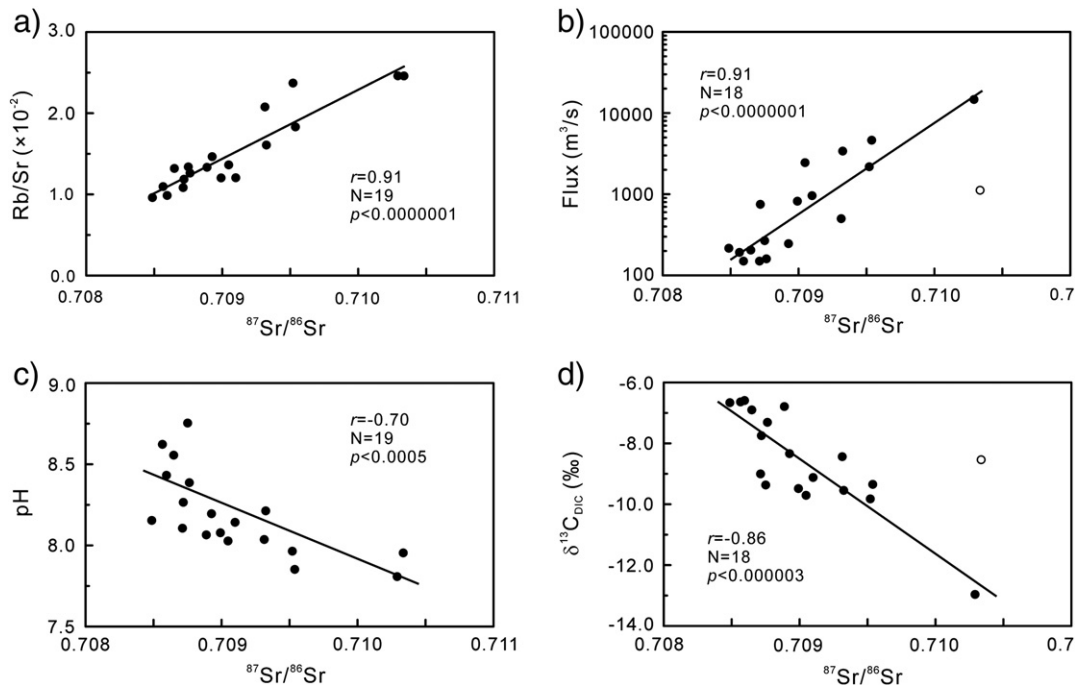 a)
3.0
2.0
1.0
0.0
Rb/Sr (×10⁻²)
r=0.91
N=19
p<0.0000001
0.708
0.709
0.710
0.711
⁸⁷Sr/⁸⁶Sr
b)
100000
10000
1000
100
Flux (m³/s)
r=0.91
N=18
p<0.0000001
0.708
0.709
0.710
0.7
⁸⁷Sr/⁸⁶Sr
c)
9.0
8.5
8.0
7.5
pH
r=-0.70
N=19
p<0.0005
0.708
0.709
0.710
0.711
⁸⁷Sr/⁸⁶Sr
d)
-6.0
-8.0
-10.0
-12.0
-14.0
δ¹³C_DIC (‰)
r=-0.86
N=18
p<0.000003
0.708
0.709
0.710
0.7
⁸⁷Sr/⁸⁶Sr